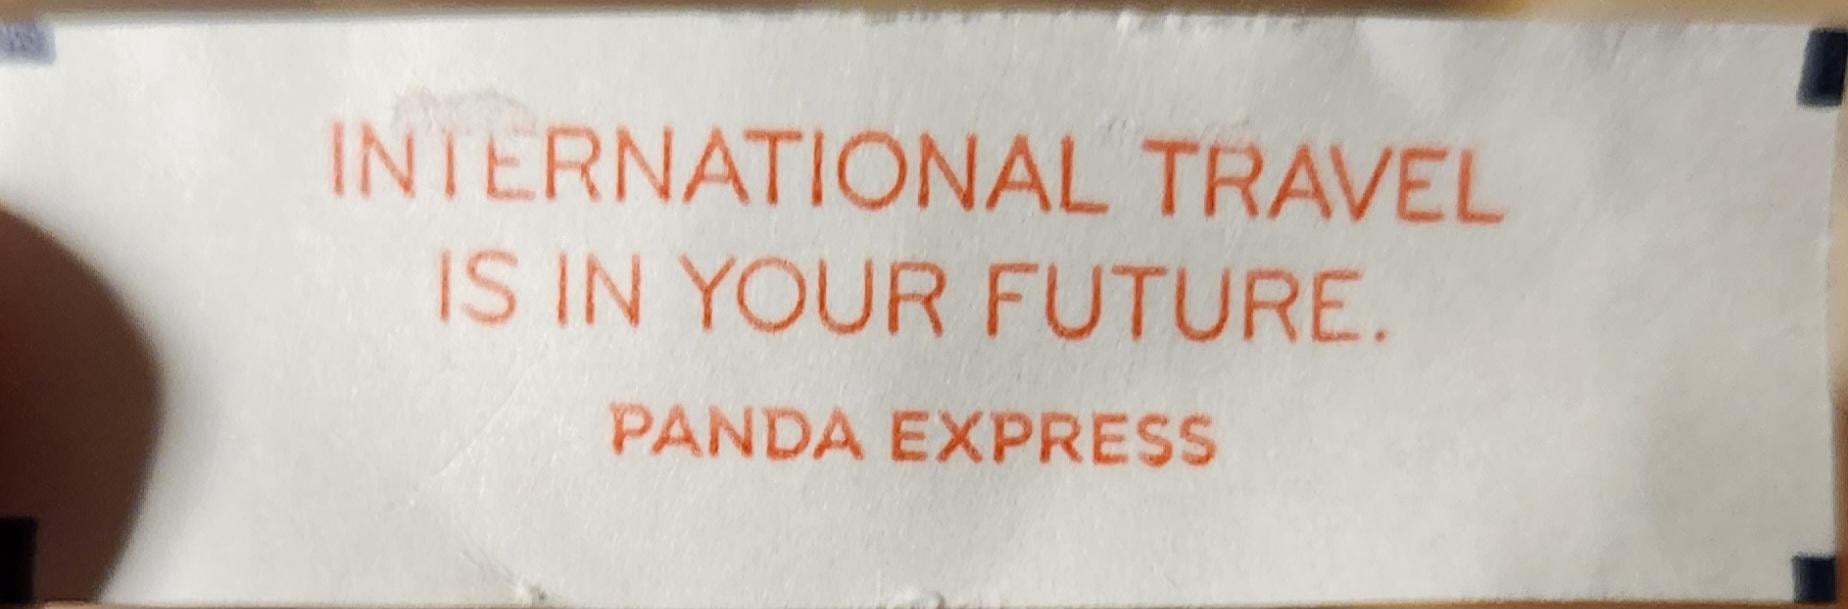 INTERNATIONAL TRAVEL
IS IN YOUR FUTURE.
PANDA EXPRESS